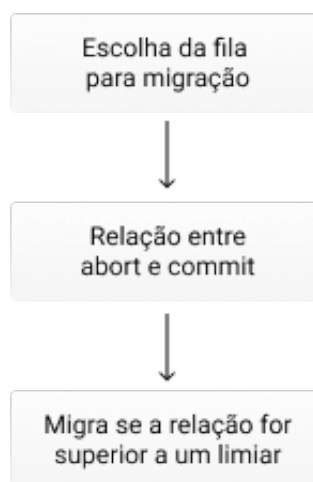 Escolha da fila
para migração
Relação entre
abort e commit
Migra se a relação for
superior a um limiar